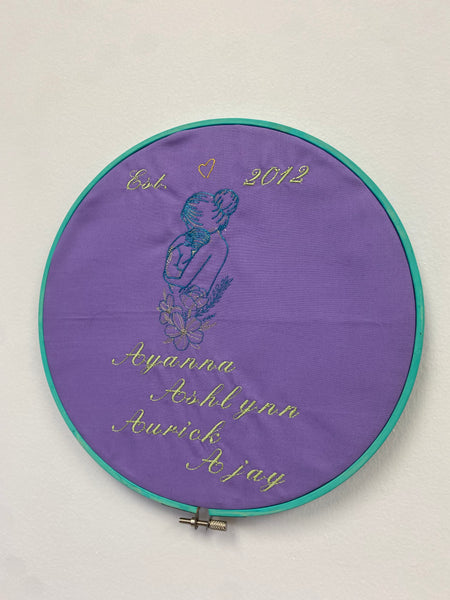 Est. 2012
Ayanna
Ashlynn
Aurick
Ajay